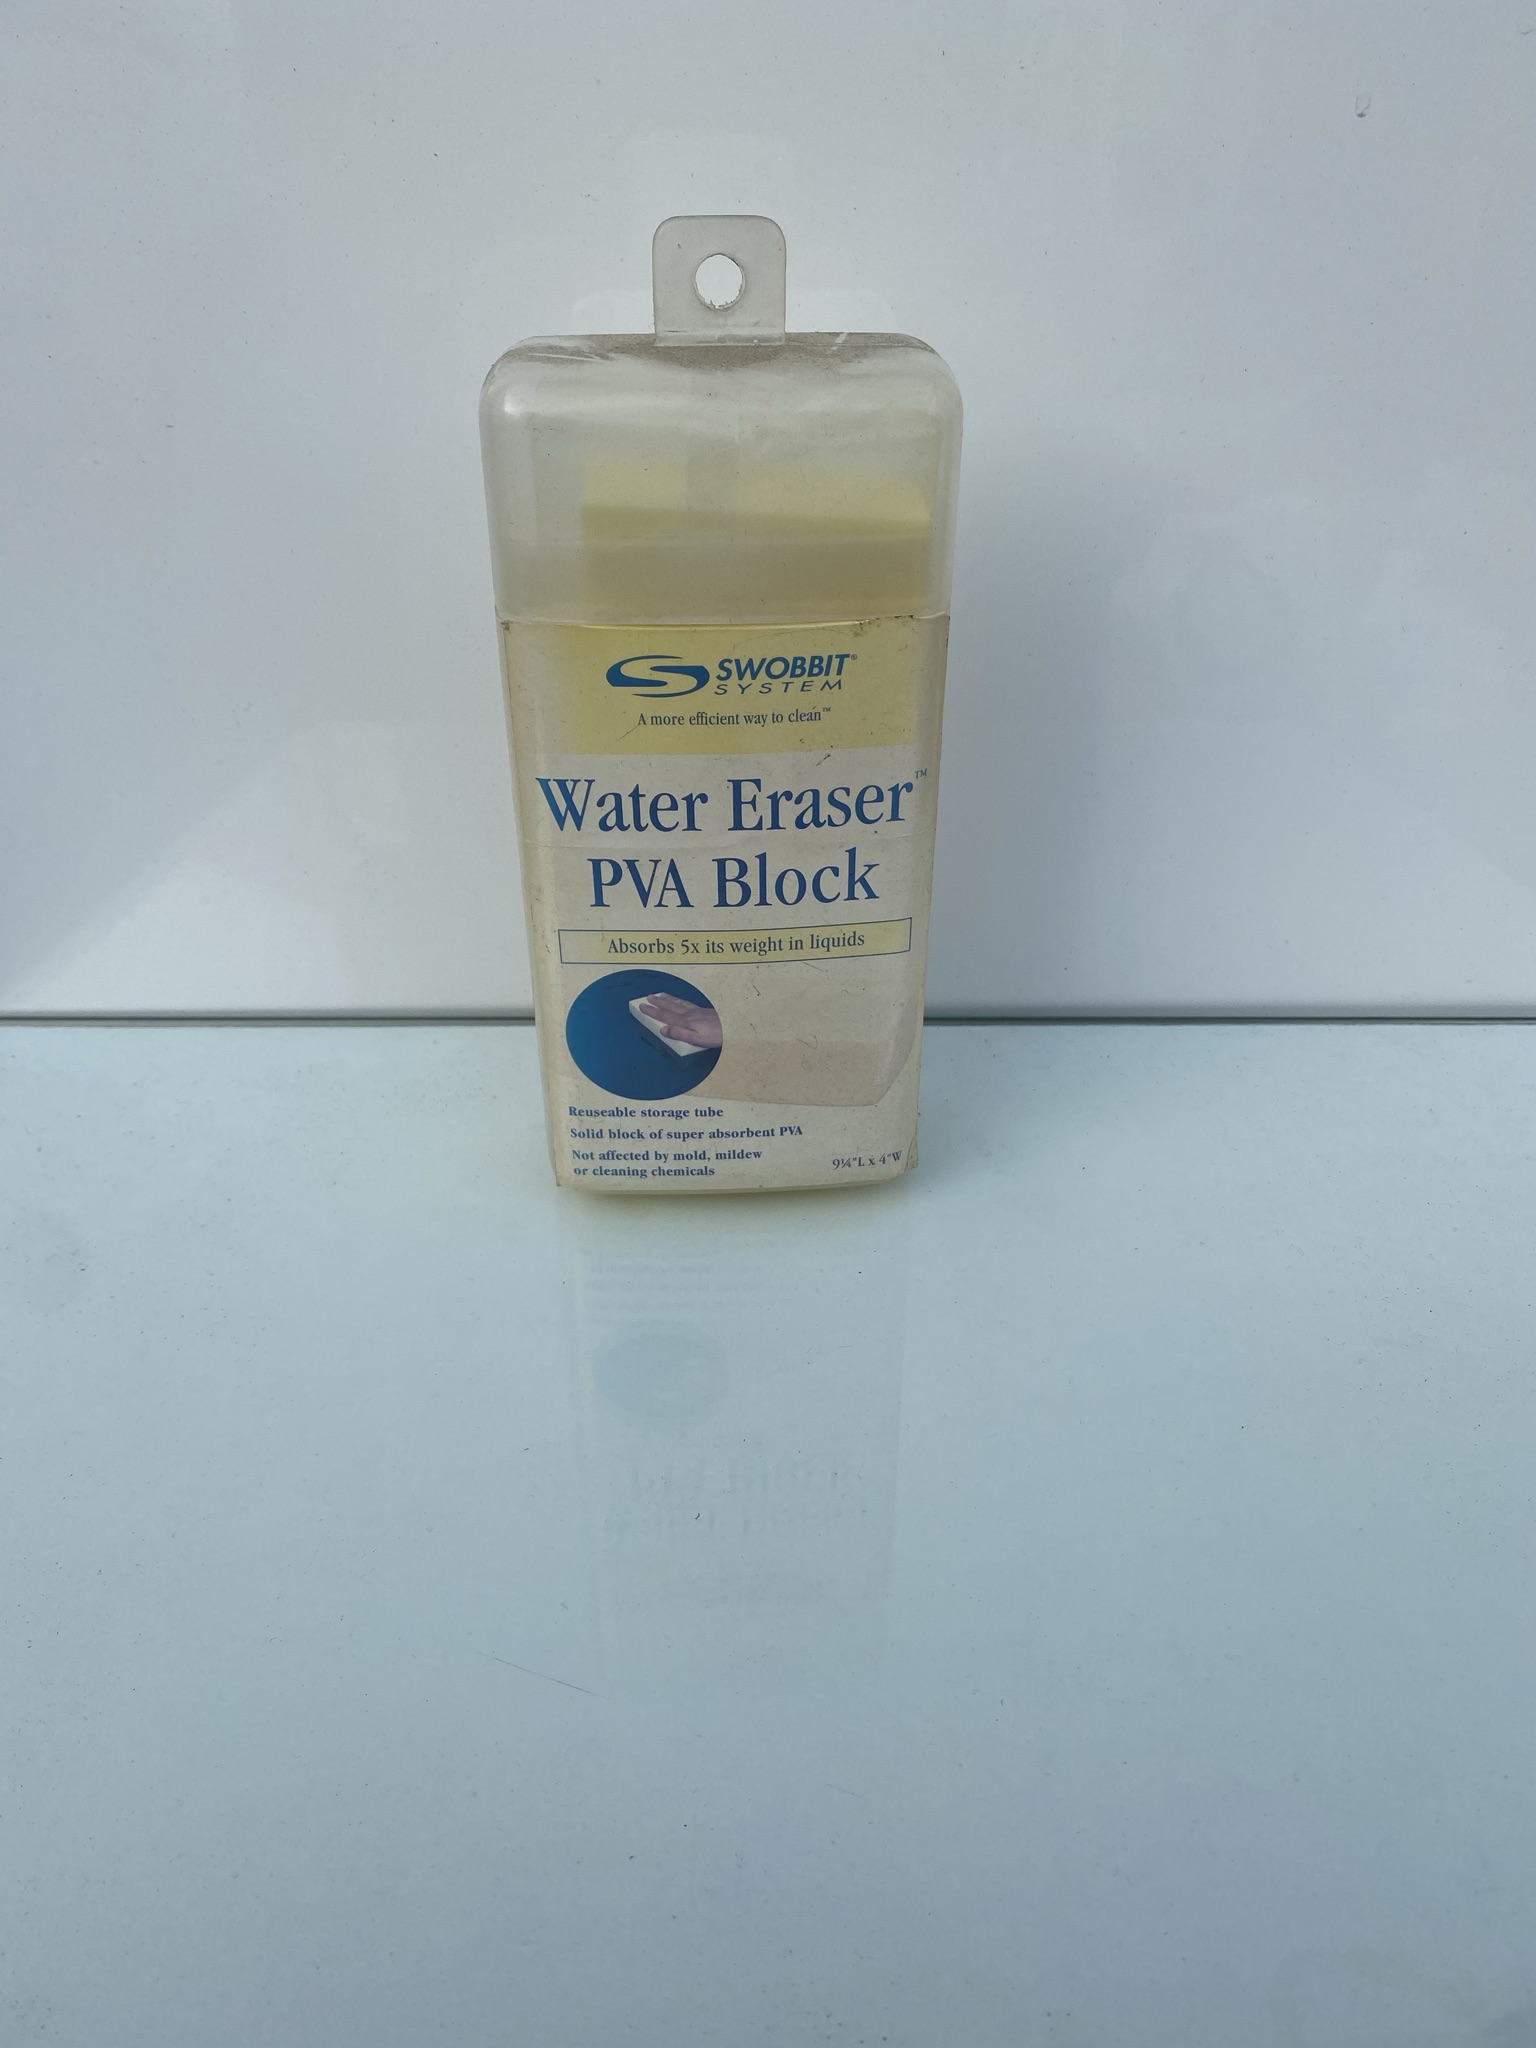 SWOBBIT®
SYSTEM
A more efficient way to clean™
Water Eraser™
PVA Block
Absorbs 5x its weight in liquids
Reuseable storage tube
Solid block of super absorbent PVA
Not affected by mold, mildew
or cleaning chemicals
9¼"L x 4"W